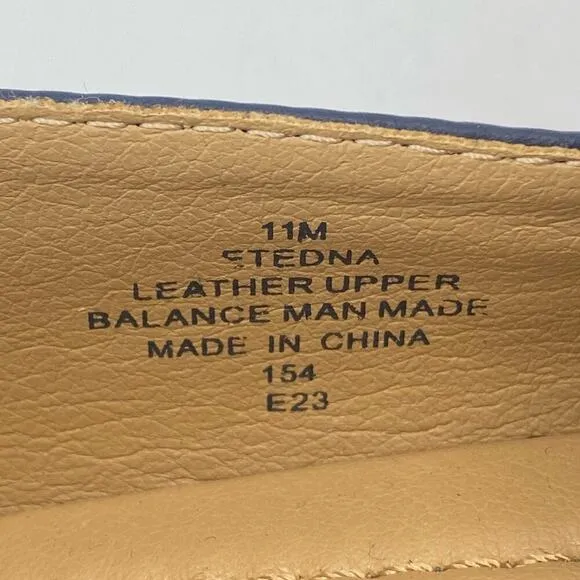 11M
STEDNA
LEATHER UPPER
BALANCE MAN MADE
MADE IN CHINA
154
E23